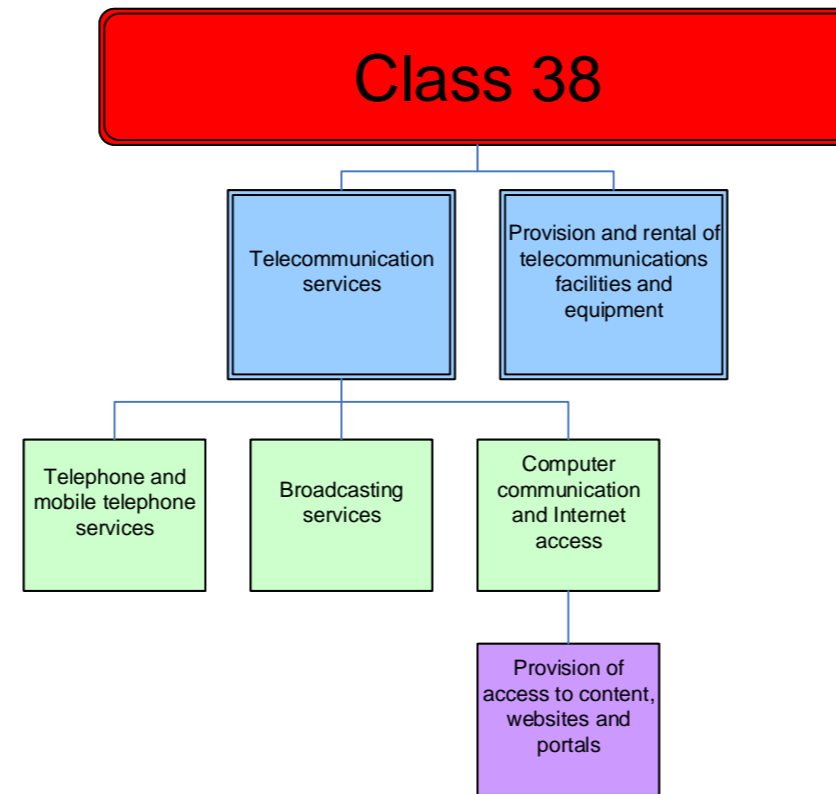 Class 38
Telecommunication
services
Provision and rental of
telecommunications
facilities and
equipment
Telephone and
mobile telephone
services
Broadcasting
services
Computer
communication
and Internet
access
Provision of
access to content,
websites and
portals